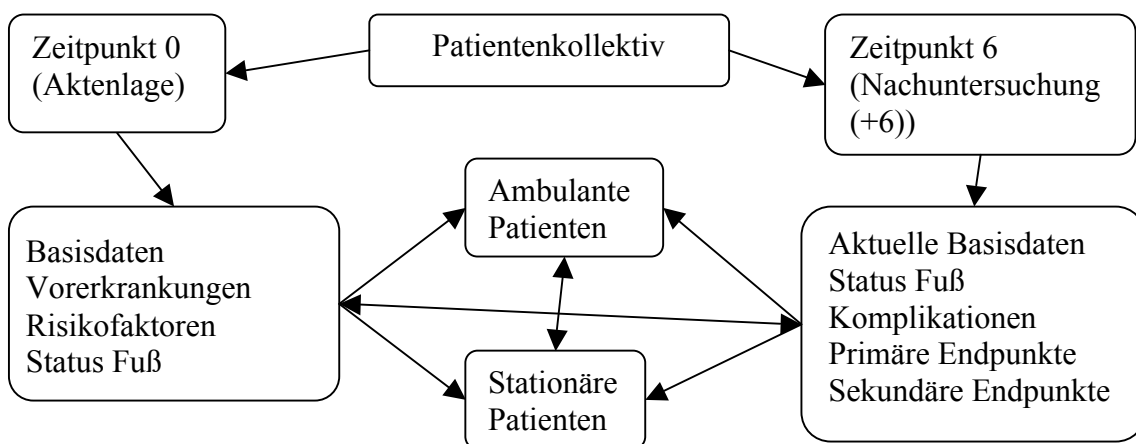 Zeitpunkt 0
(Aktenlage)
Patientenkollektiv
Zeitpunkt 6
(Nachuntersuchung
(+6))
Basisdaten
Vorerkrankungen
Risikofaktoren
Status Fuß
Ambulante
Patienten
Stationäre
Patienten
Aktuelle Basisdaten
Status Fuß
Komplikationen
Primäre Endpunkte
Sekundäre Endpunkte